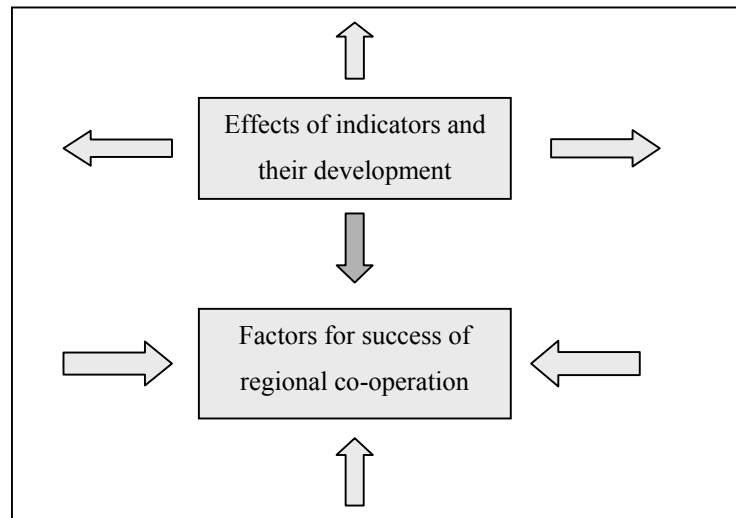 Effects of indicators and
their development
Factors for success of
regional co-operation